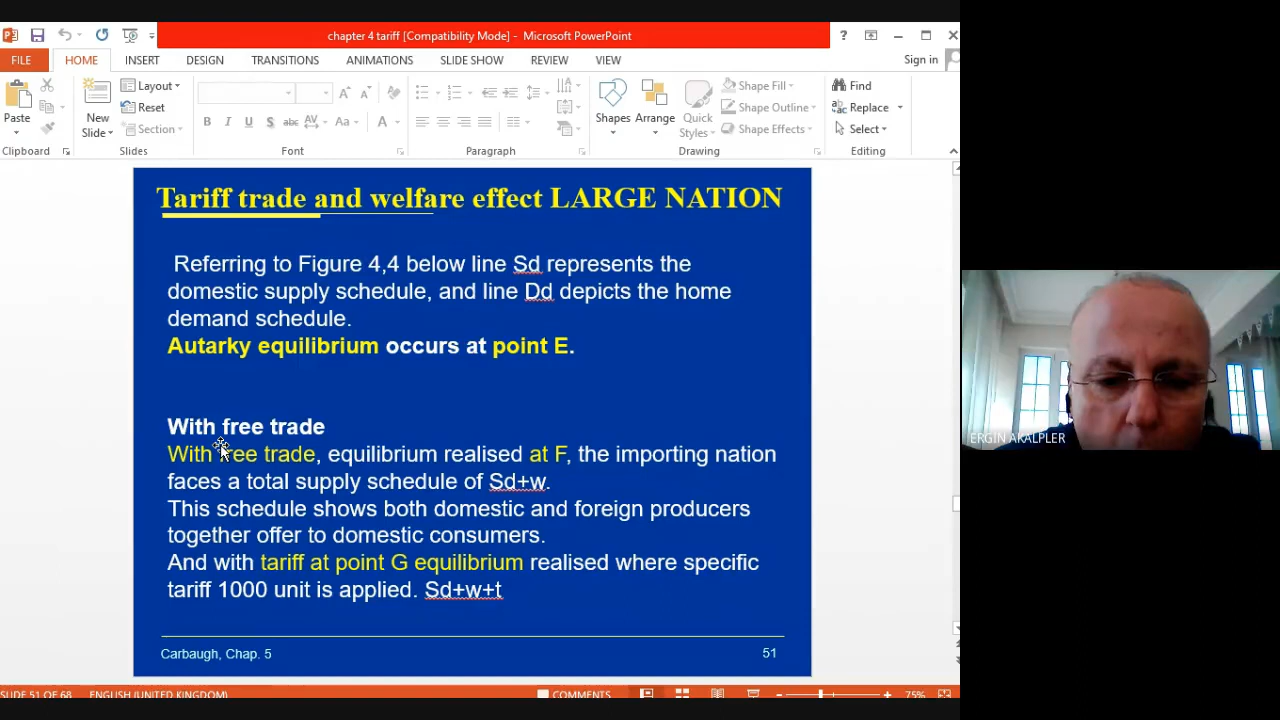 chapter 4 tariff [Compatibility Mode] - Microsoft PowerPoint
?
FILE HOME INSERT DESIGN TRANSITIONS ANIMATIONS SLIDE SHOW REVIEW VIEW Sign in
Paste
Clipboard
New Slide
Layout
Reset
Section
Slides
B I U S abc AV Aa A
Font
Paragraph
Shapes Arrange Quick Styles
Shape Fill
Shape Outline
Shape Effects
Drawing
Find
Replace
Select
Editing
Tariff trade and welfare effect LARGE NATION
Referring to Figure 4,4 below line Sd represents the
domestic supply schedule, and line Dd depicts the home
demand schedule.
Autarky equilibrium occurs at point E.
With free trade
With free trade, equilibrium realised at F, the importing nation
faces a total supply schedule of Sd+w.
This schedule shows both domestic and foreign producers
together offer to domestic consumers.
And with tariff at point G equilibrium realised where specific
tariff 1000 unit is applied. Sd+w+t
Carbaugh, Chap. 5 51
SLIDE 51 OF 68 ENGLISH (UNITED KINGDOM) COMMENTS 75%
ERGIN AKALPLER